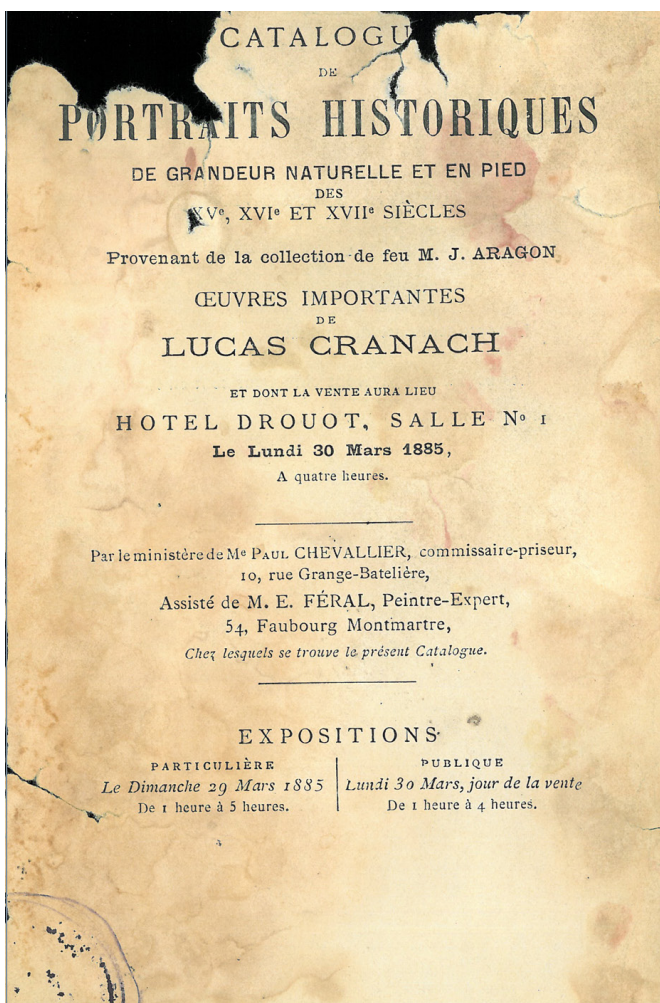 CATALOGU
DE
PORTRAITS HISTORIQUES
DE GRANDEUR NATURELLE ET EN PIED
DES
XVe, XVIe ET XVIIe SIÈCLES
Provenant de la collection de feu M. J. ARAGON
ŒUVRES IMPORTANTES
DE
LUCAS CRANACH
ET DONT LA VENTE AURA LIEU
HOTEL DROUOT, SALLE No 1
Le Lundi 30 Mars 1885,
A quatre heures.
Par le ministère de Me PAUL CHEVALLIER, commissaire-priseur,
10, rue Grange-Batelière,
Assisté de M. E. FÉRAL, Peintre-Expert,
54, Faubourg Montmartre,
Chez lesquels se trouve le présent Catalogue.
EXPOSITIONS
PARTICULIÈRE
Le Dimanche 29 Mars 1885
De 1 heure à 5 heures.
PUBLIQUE
Lundi 30 Mars, jour de la vente
De 1 heure à 4 heures.